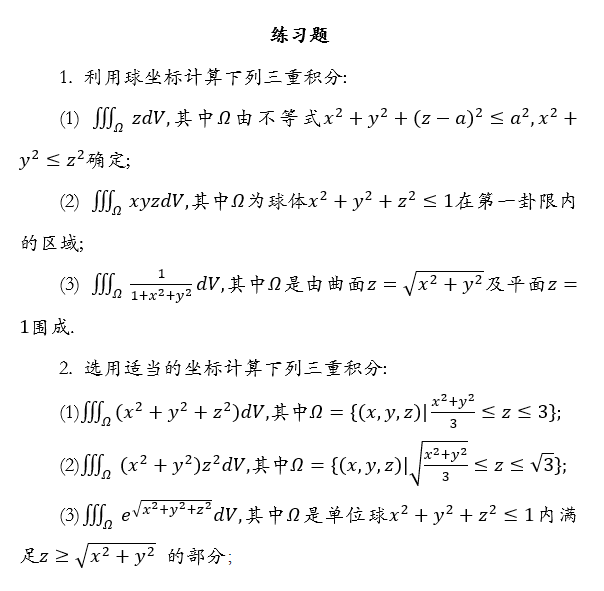 练习题
1. 利用球坐标计算下列三重积分:
(1) ∭_Ω zdV,其中Ω由不等式x² + y² + (z − a)² ≤ a²,x² +
y² ≤ z²确定;
(2) ∭_Ω xyzdV,其中Ω为球体x² + y² + z² ≤ 1在第一卦限内
的区域;
(3) ∭_Ω 1/(1+x²+y²) dV,其中Ω是由曲面z = √(x² + y²)及平面z =
1围成.
2. 选用适当的坐标计算下列三重积分:
(1)∭_Ω (x² + y² + z²)dV,其中Ω = {(x, y, z)|(x²+y²)/3 ≤ z ≤ 3};
(2)∭_Ω (x² + y²)z²dV,其中Ω = {(x, y, z)|√((x²+y²)/3) ≤ z ≤ √3};
(3)∭_Ω e^√(x²+y²+z²)dV,其中Ω是单位球x² + y² + z² ≤ 1内满
足z ≥ √(x² + y²) 的部分;